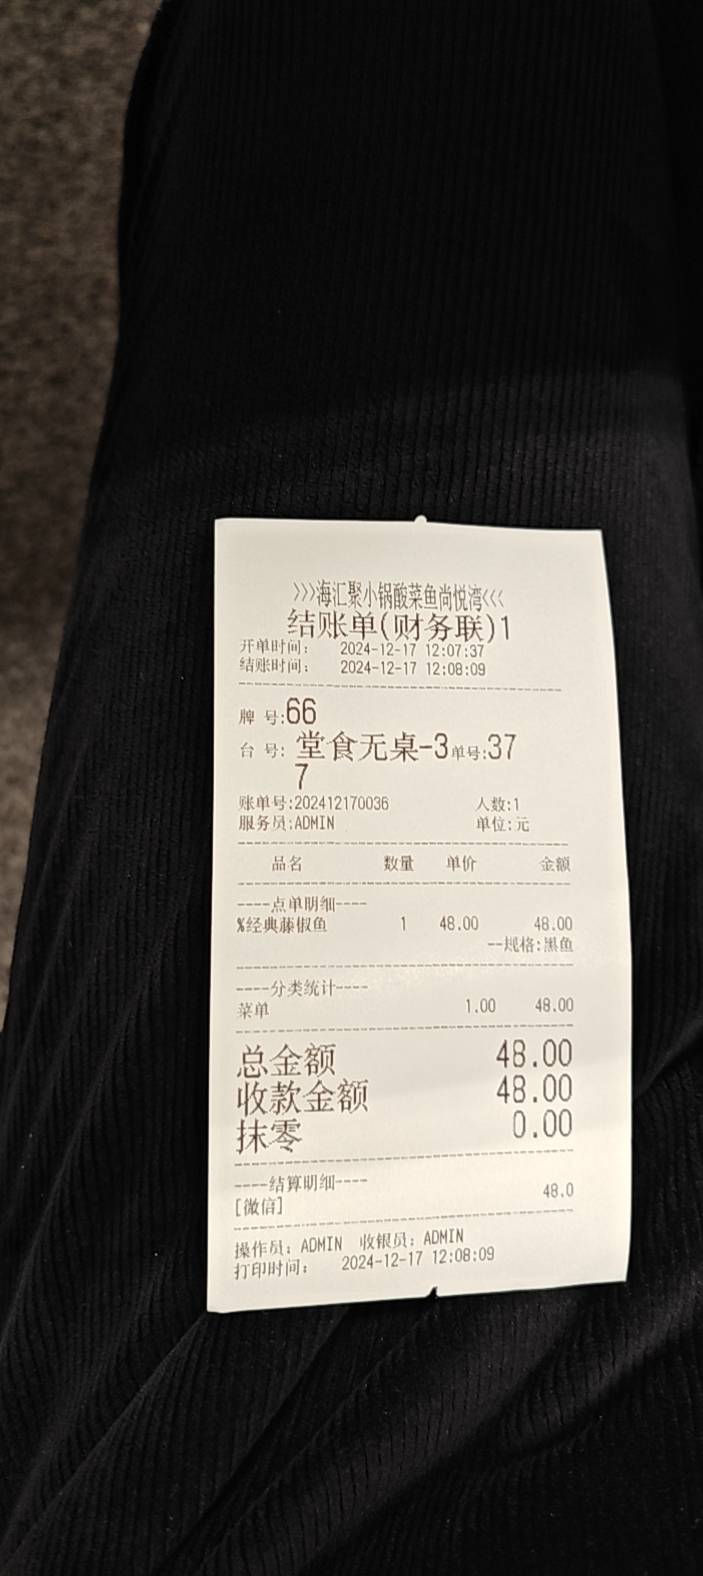 >>>海汇聚小锅酸菜鱼尚悦湾<<<
结账单(财务联)1
开单时间: 2024-12-17 12:07:37
结账时间: 2024-12-17 12:08:09
牌 号:66
台 号: 堂食无桌-3单号:37
7
账单号:202412170036 人数:1
服务员:ADMIN 单位:元
品名 数量 单价 金额
----点单明细----
%经典藤椒鱼 1 48.00 48.00
--规格:黑鱼
----分类统计----
菜单 1.00 48.00
总金额 48.00
收款金额 48.00
抹零 0.00
----结算明细----
[微信] 48.0
操作员: ADMIN 收银员: ADMIN
打印时间: 2024-12-17 12:08:09